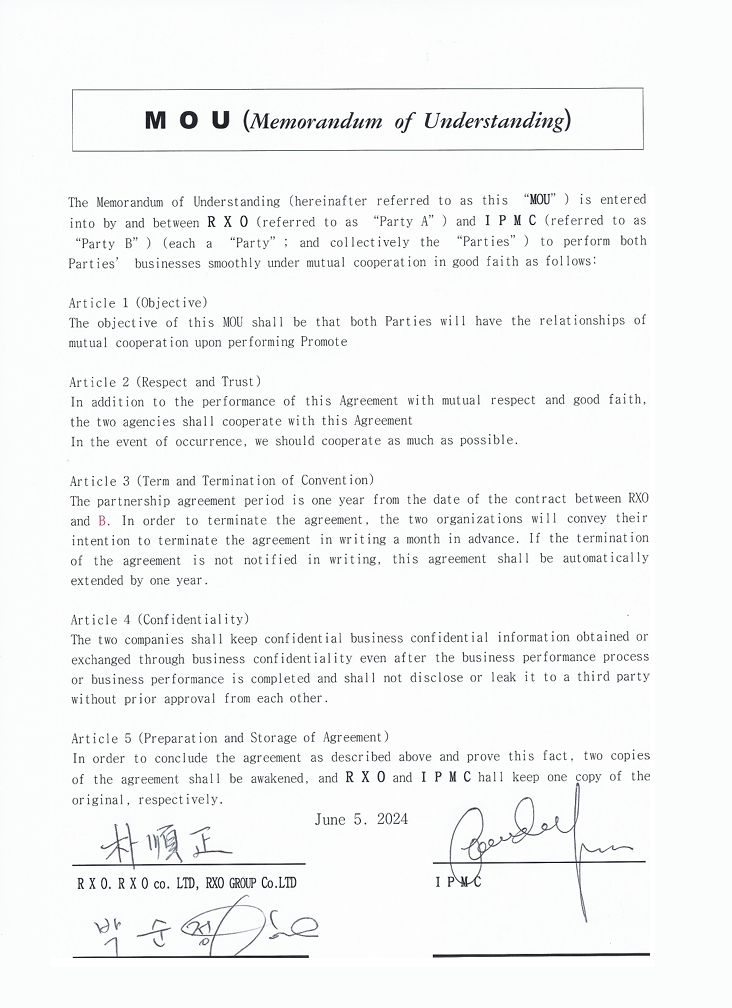 M O U (Memorandum of Understanding)
The Memorandum of Understanding (hereinafter referred to as this “MOU”) is entered
into by and between R X O (referred to as “Party A”) and I P M C (referred to as
“Party B”) (each a “Party”; and collectively the “Parties”) to perform both
Parties’ businesses smoothly under mutual cooperation in good faith as follows:
Article 1 (Objective)
The objective of this MOU shall be that both Parties will have the relationships of
mutual cooperation upon performing Promote
Article 2 (Respect and Trust)
In addition to the performance of this Agreement with mutual respect and good faith,
the two agencies shall cooperate with this Agreement
In the event of occurrence, we should cooperate as much as possible.
Article 3 (Term and Termination of Convention)
The partnership agreement period is one year from the date of the contract between RXO
and B. In order to terminate the agreement, the two organizations will convey their
intention to terminate the agreement in writing a month in advance. If the termination
of the agreement is not notified in writing, this agreement shall be automatically
extended by one year.
Article 4 (Confidentiality)
The two companies shall keep confidential business confidential information obtained or
exchanged through business confidentiality even after the business performance process
or business performance is completed and shall not disclose or leak it to a third party
without prior approval from each other.
Article 5 (Preparation and Storage of Agreement)
In order to conclude the agreement as described above and prove this fact, two copies
of the agreement shall be awakened, and R X O and I P M C hall keep one copy of the
original, respectively.
June 5. 2024
朴順正
R X O. R X O co. LTD, RXO GROUP Co.LTD
I P M C
박순정